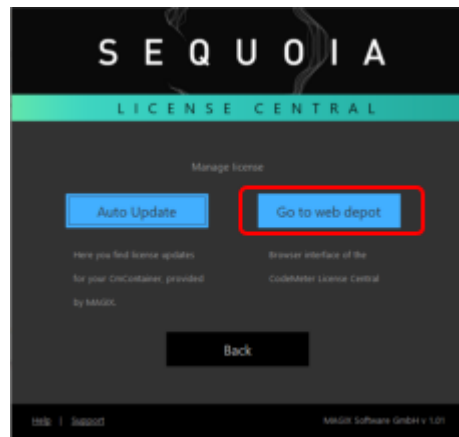 SEQUOIA
LICENSE CENTRAL
Manage license
Auto Update
Go to web depot
Here you find license updates
for your CmContainer, provided
by MAGIX.
Browser interface of the
CodeMeter License Central
Back
Help | Support
MAGIX Software GmbH v 1.01